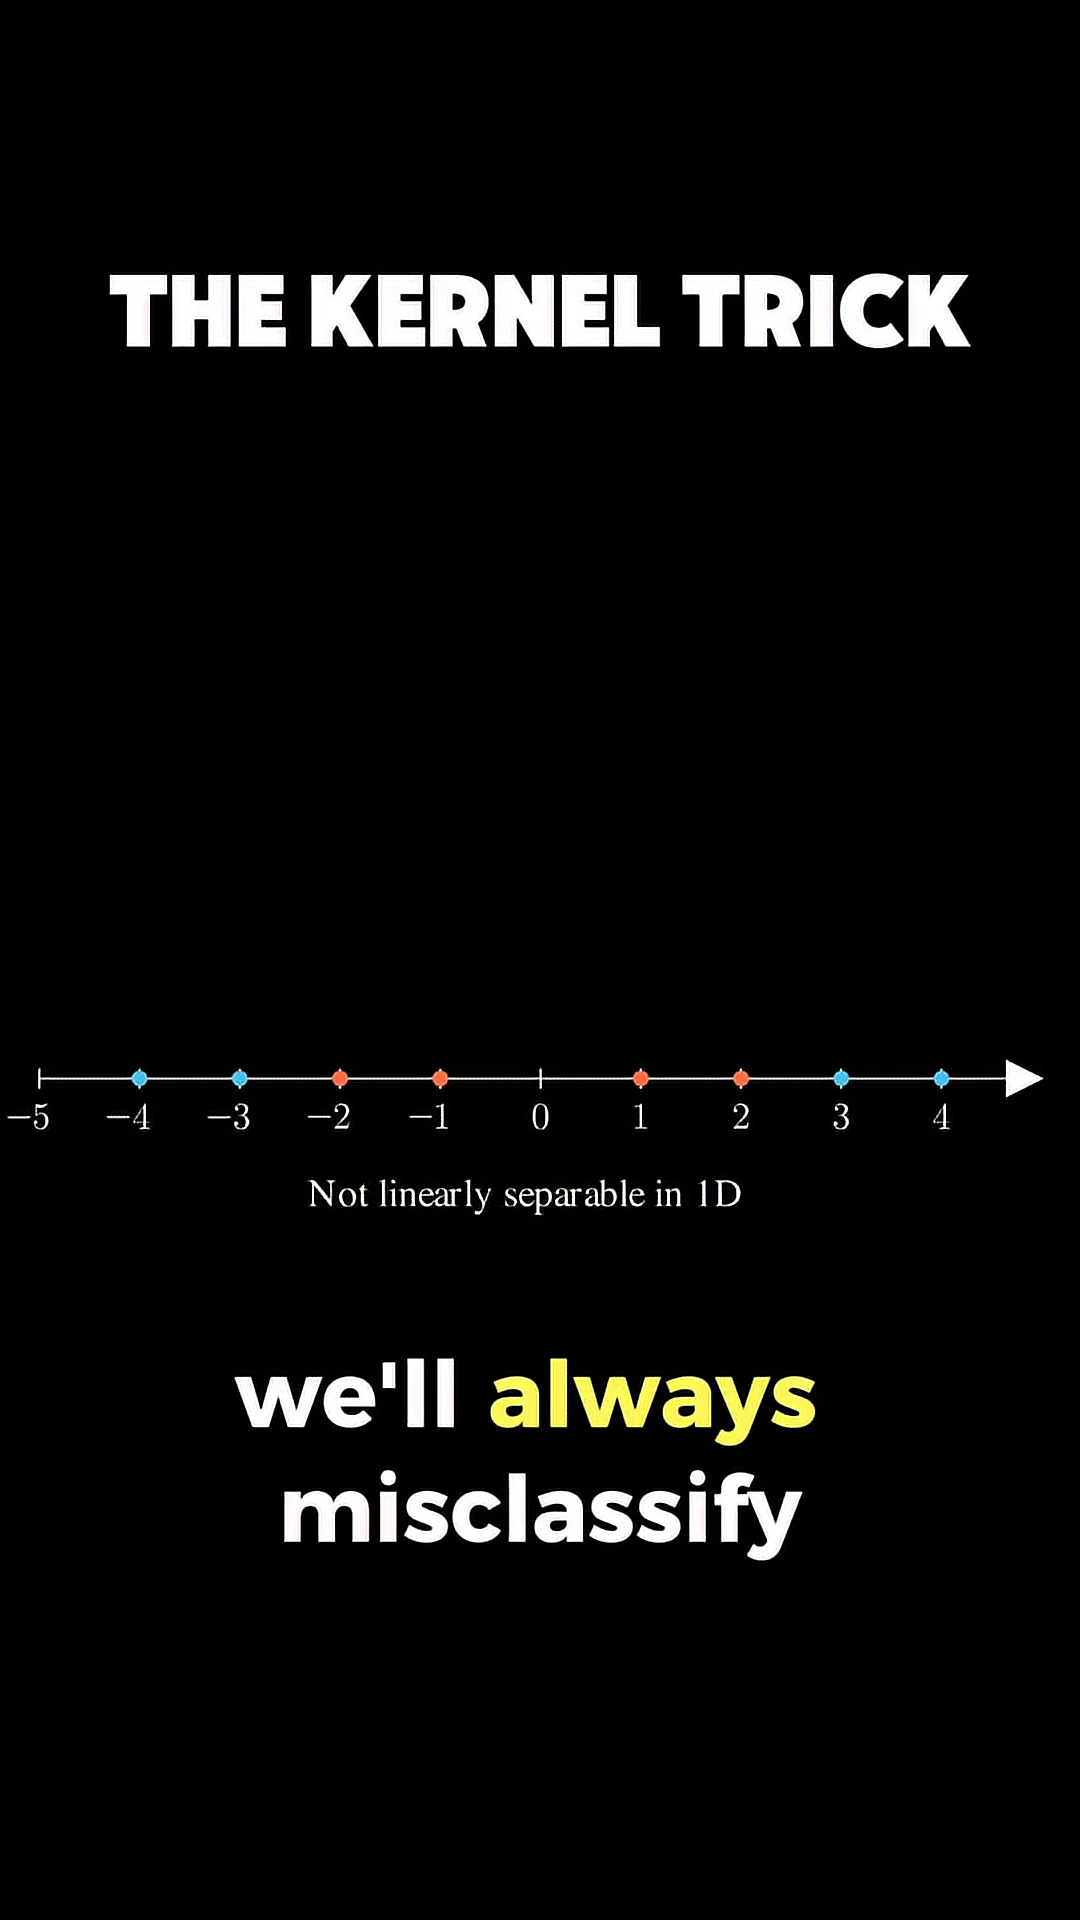 THE KERNEL TRICK
−5 −4 −3 −2 −1 0 1 2 3 4
Not linearly separable in 1D
we'll always
misclassify